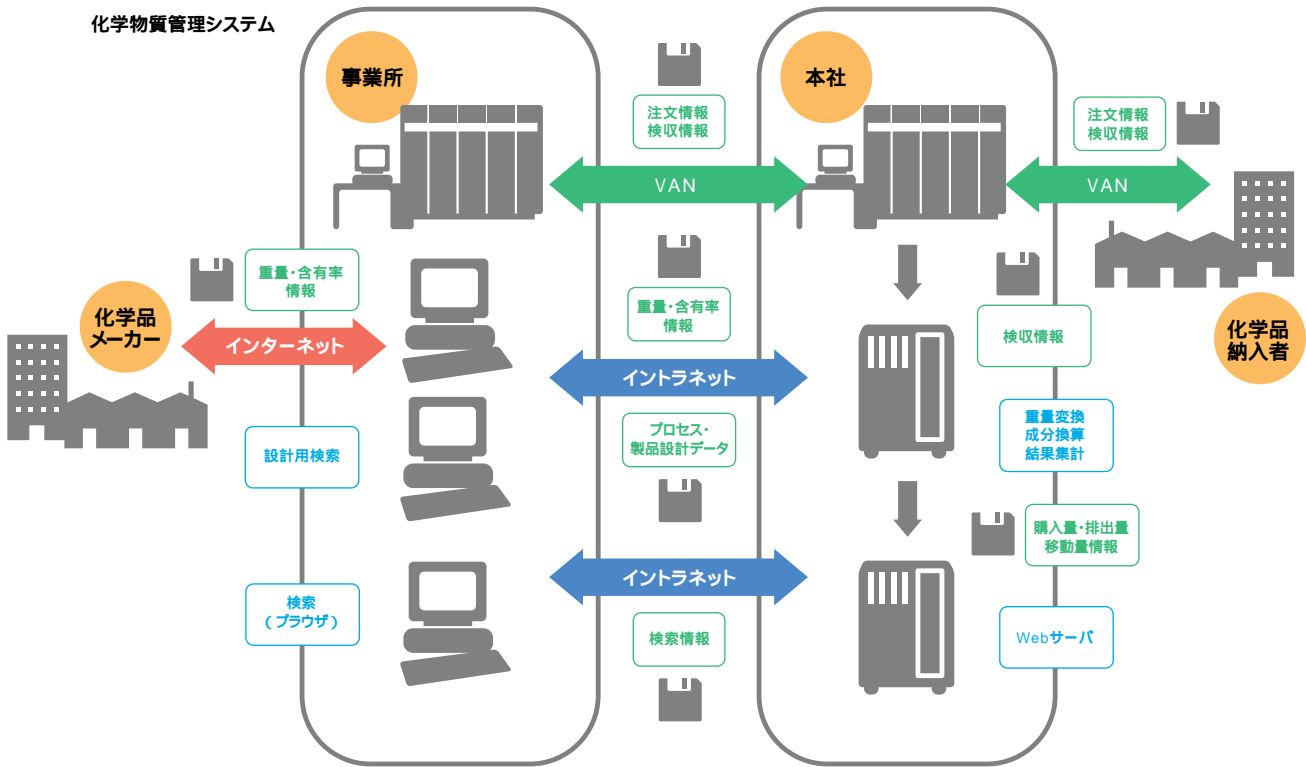 化学物質管理システム
事業所
本社
注文情報
検収情報
注文情報
検収情報
VAN
VAN
重量・含有率
情報
化学品
メーカー
インターネット
重量・含有率
情報
検収情報
化学品
納入者
イントラネット
設計用検索
プロセス・
製品設計データ
重量変換
成分換算
結果集計
購入量・排出量
移動量情報
イントラネット
検索
(ブラウザ)
検索情報
Webサーバ